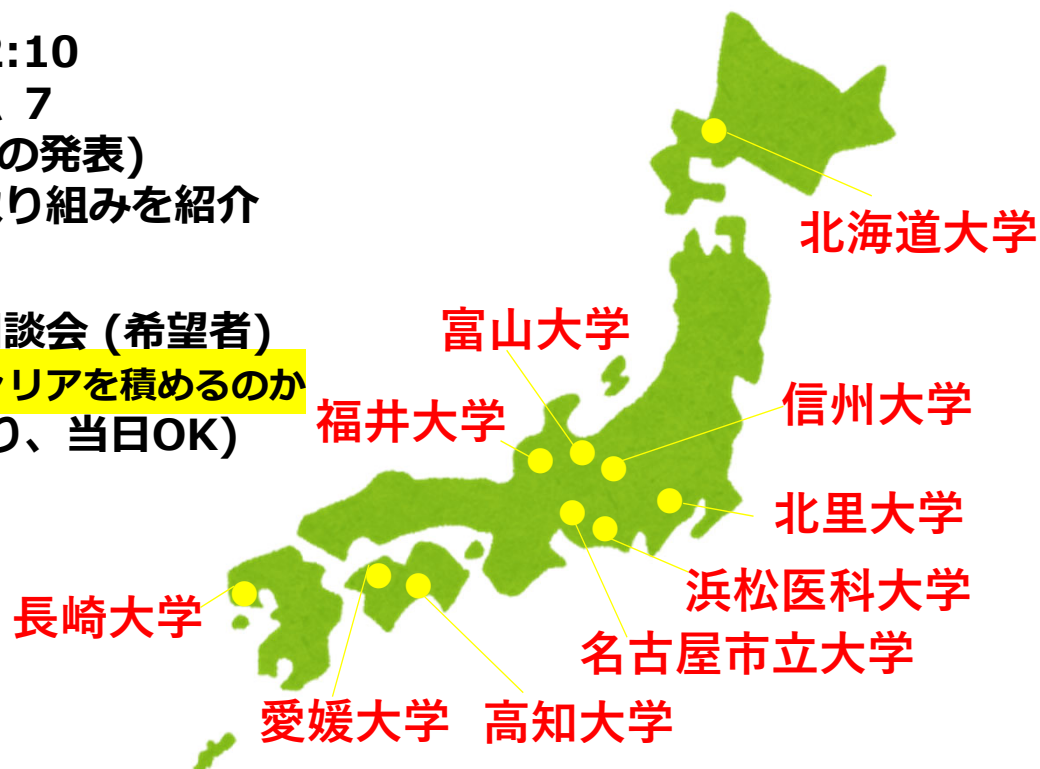 2:10
、7
の発表)
り組みを紹介
談会 (希望者)
ャリアを積めるのか
り、当日OK)
北海道大学
富山大学
信州大学
福井大学
北里大学
浜松医科大学
長崎大学
名古屋市立大学
愛媛大学 高知大学